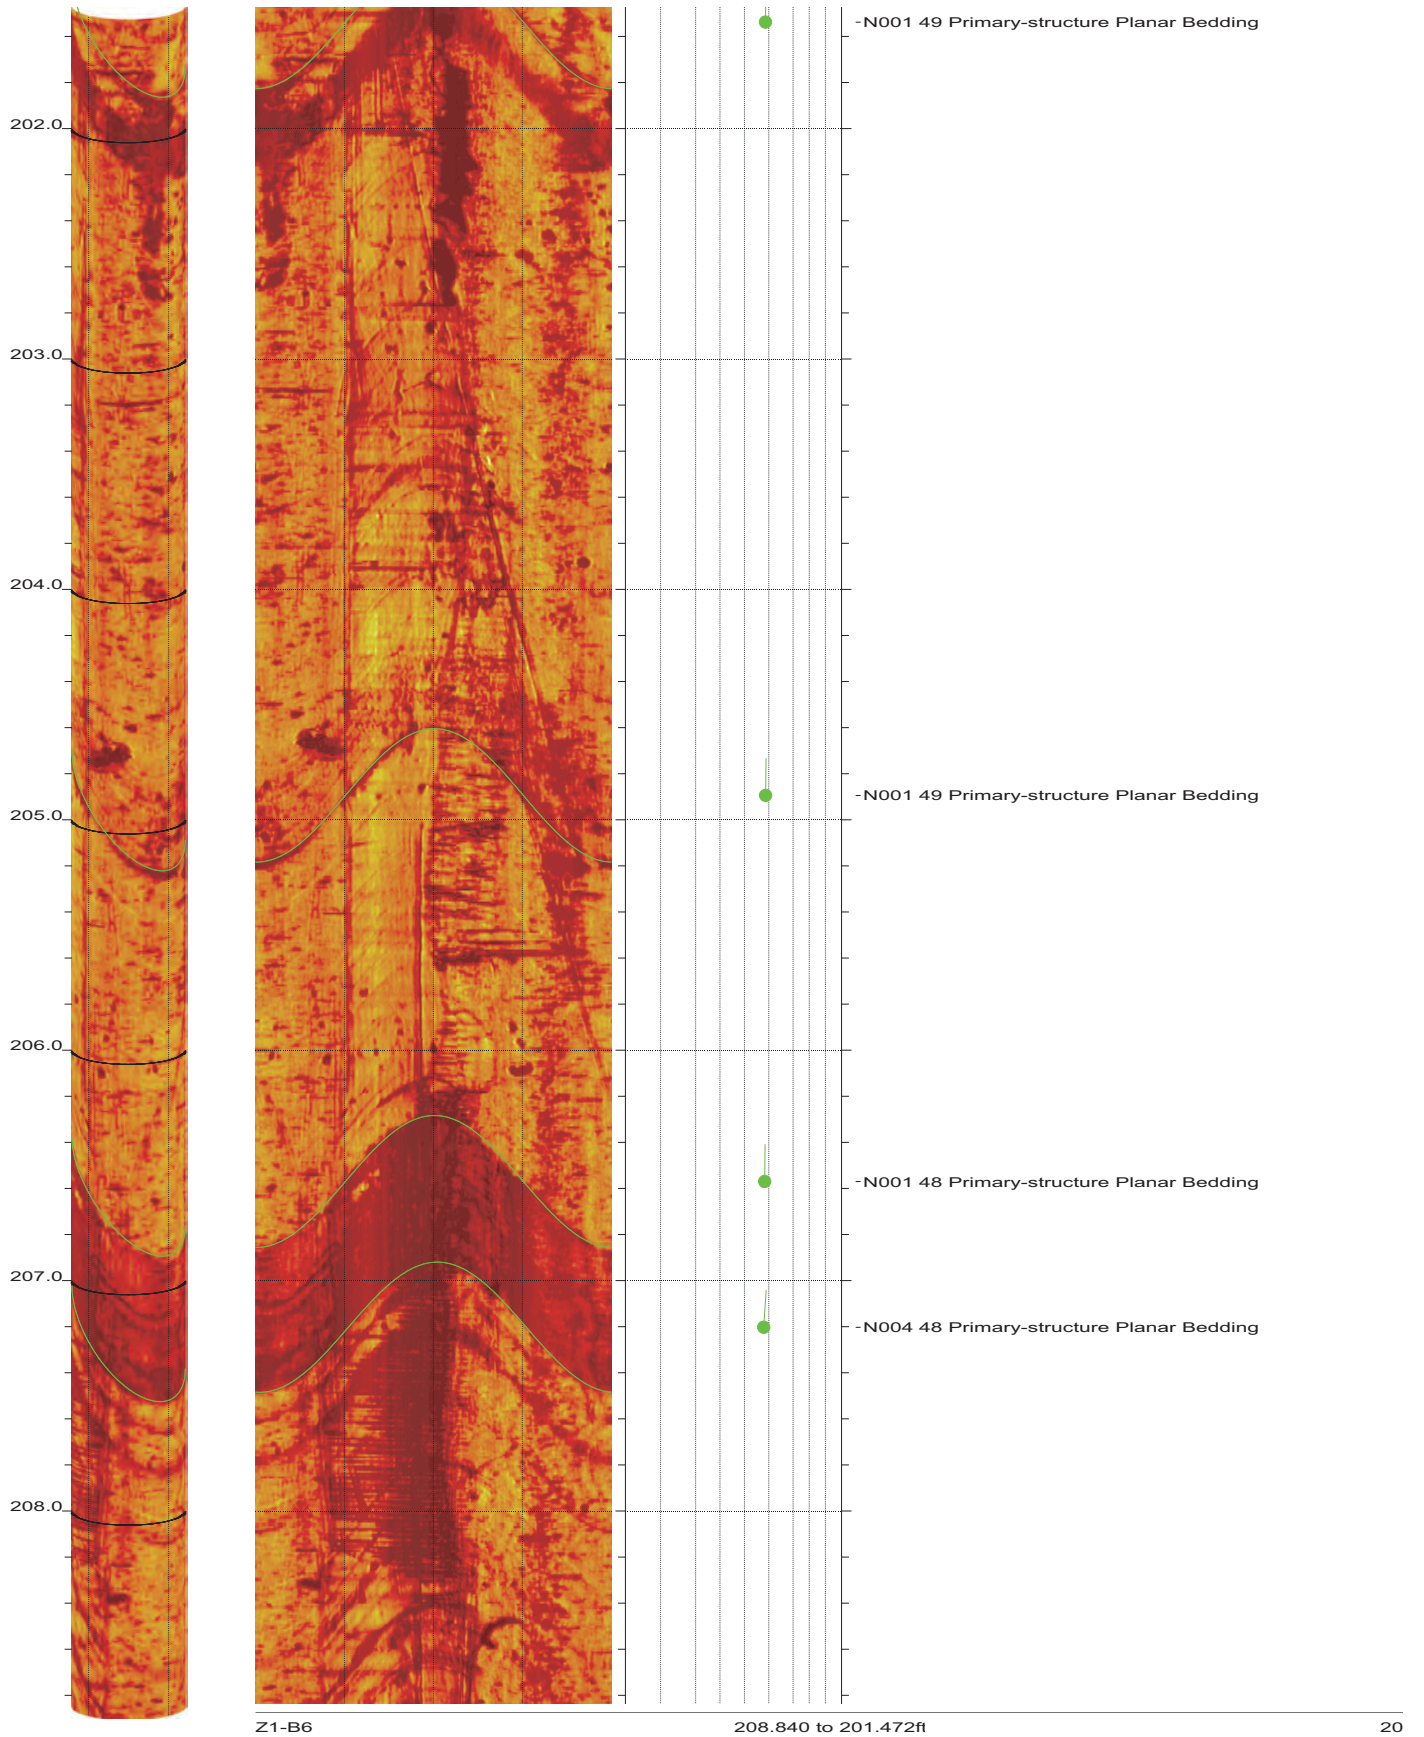 -N001 49 Primary-structure Planar Bedding
202.0
203.0
204.0
-N001 49 Primary-structure Planar Bedding
205.0
206.0
-N001 48 Primary-structure Planar Bedding
207.0
-N004 48 Primary-structure Planar Bedding
208.0
Z1-B6 208.840 to 201.472ft 20